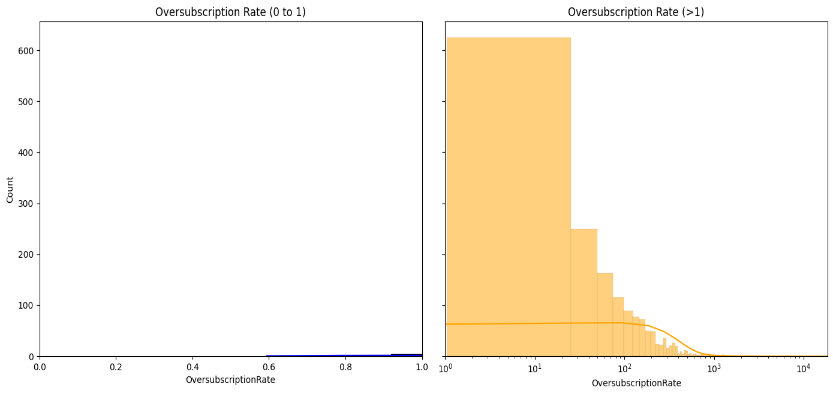 Oversubscription Rate (0 to 1)
Oversubscription Rate (>1)
Count
600
500
400
300
200
100
0
0.0 0.2 0.4 0.6 0.8 1.0
OversubscriptionRate
10⁰ 10¹ 10² 10³ 10⁴
OversubscriptionRate